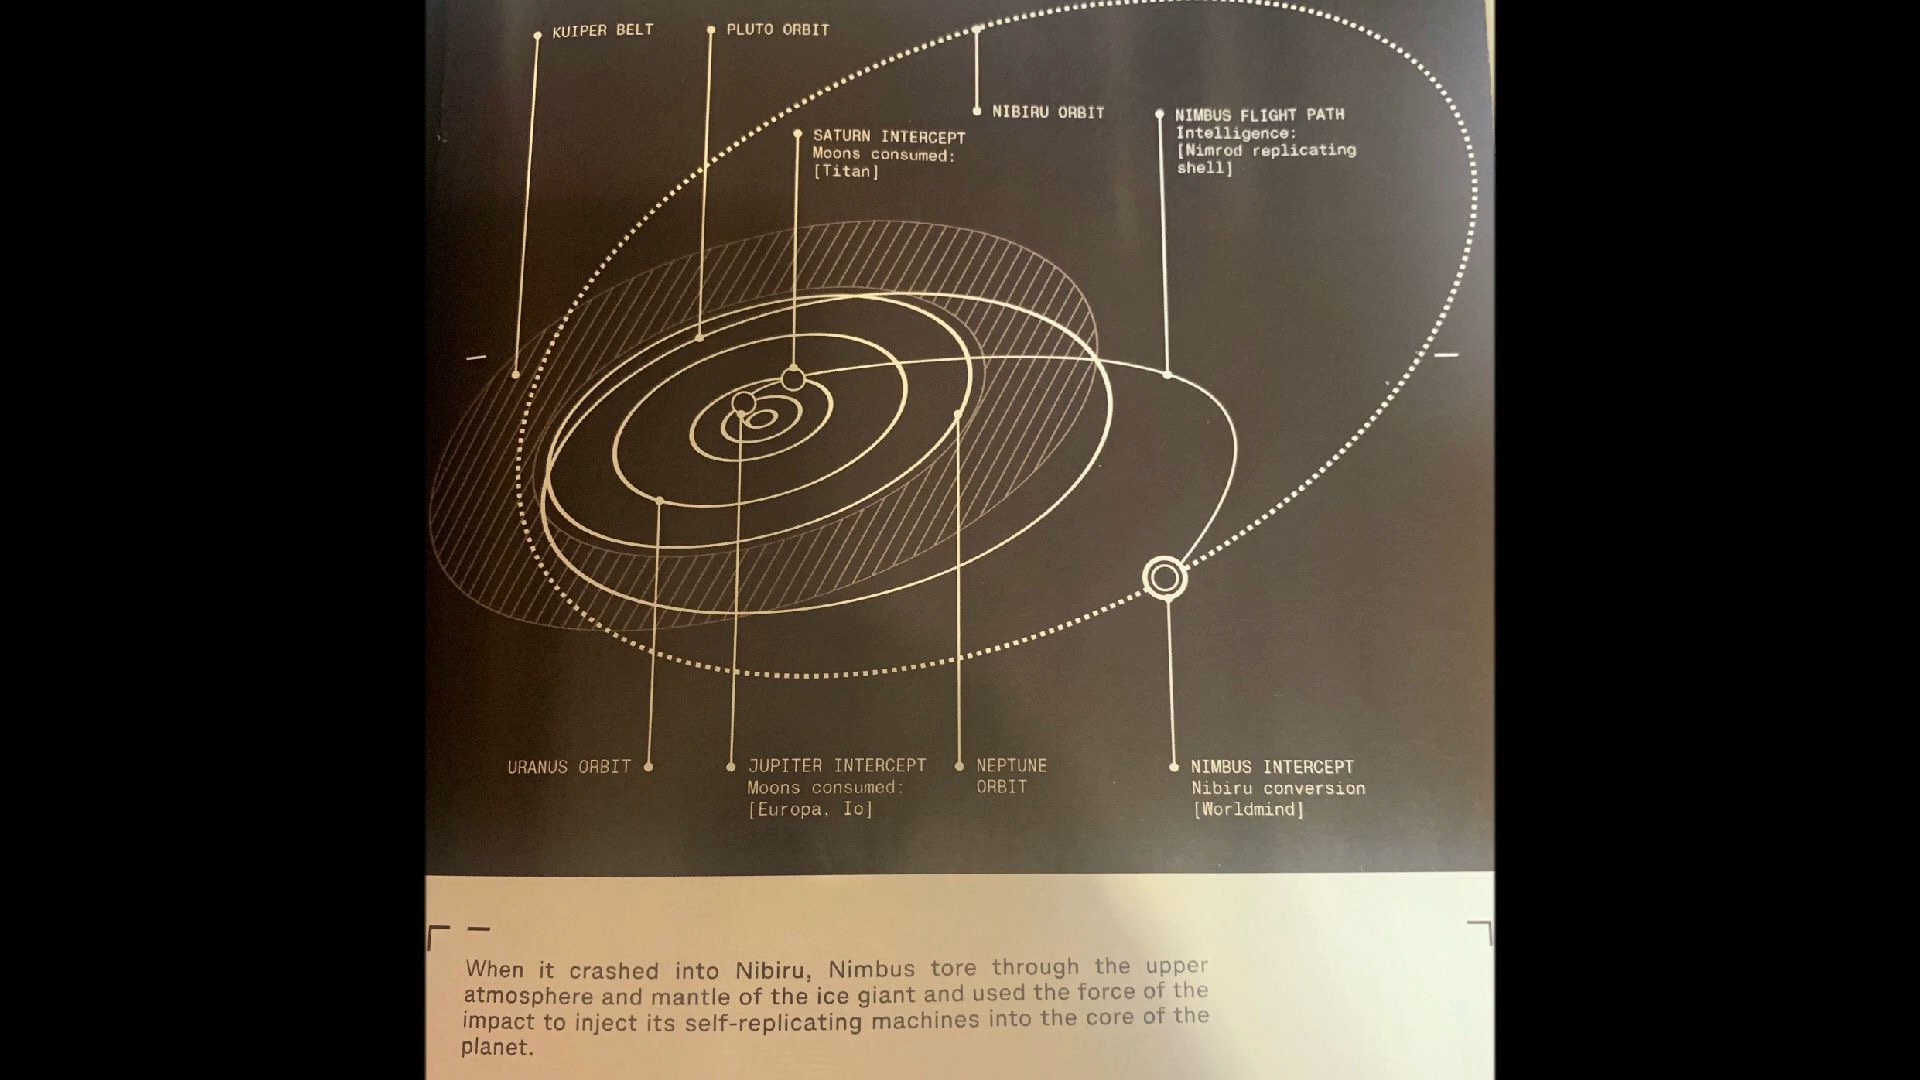 KUIPER BELT
PLUTO ORBIT
NIBIRU ORBIT
SATURN INTERCEPT
Moons consumed:
[Titan]
NIMBUS FLIGHT PATH
Intelligence:
[Nimrod replicating
shell]
URANUS ORBIT
JUPITER INTERCEPT
Moons consumed:
[Europa, Io]
NEPTUNE
ORBIT
NIMBUS INTERCEPT
Nibiru conversion
[Worldmind]
When it crashed into Nibiru, Nimbus tore through the upper
atmosphere and mantle of the ice giant and used the force of the
impact to inject its self-replicating machines into the core of the
planet.